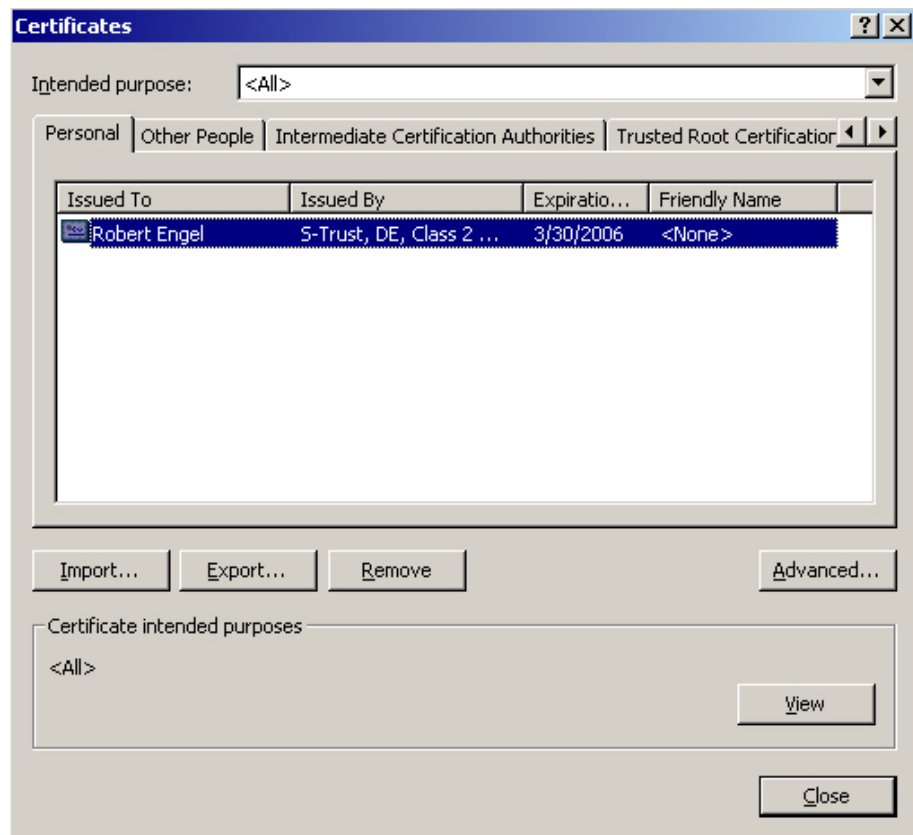 Certificates
Intended purpose: <All>
Personal Other People Intermediate Certification Authorities Trusted Root Certification
Issued To Issued By Expiratio... Friendly Name
Robert Engel S-Trust, DE, Class 2 ... 3/30/2006 <None>
Import... Export... Remove Advanced...
Certificate intended purposes
<All>
View
Close